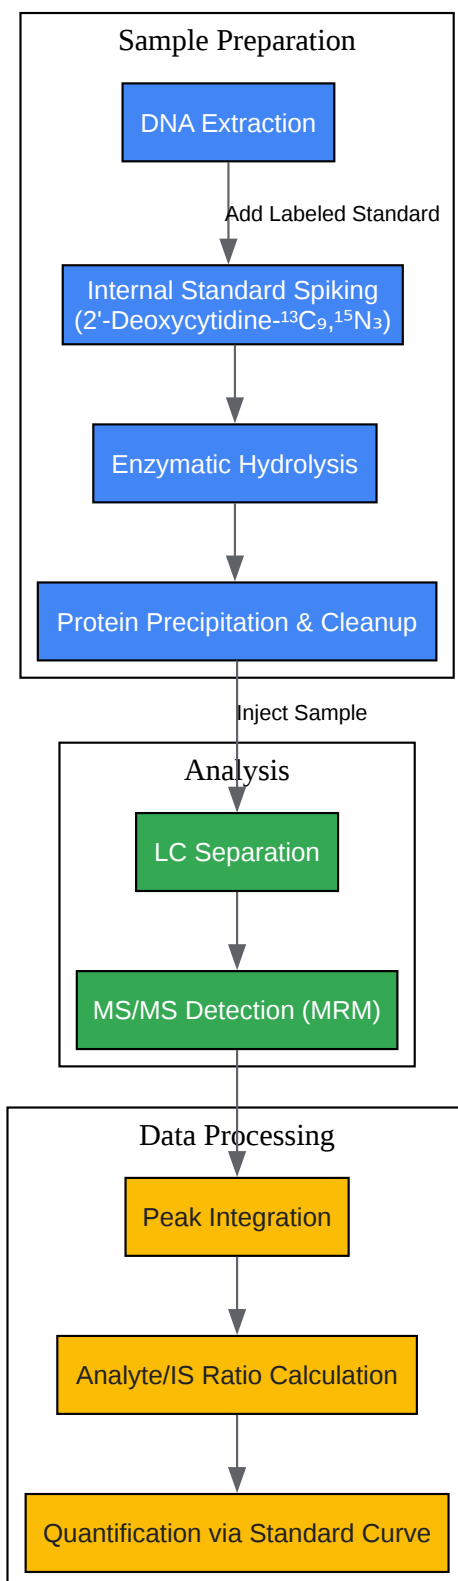 Sample Preparation
DNA Extraction
Add Labeled Standard
Internal Standard Spiking
(2'-Deoxycytidine-¹³C₉,¹⁵N₃)
Enzymatic Hydrolysis
Protein Precipitation & Cleanup
Inject Sample
Analysis
LC Separation
MS/MS Detection (MRM)
Data Processing
Peak Integration
Analyte/IS Ratio Calculation
Quantification via Standard Curve